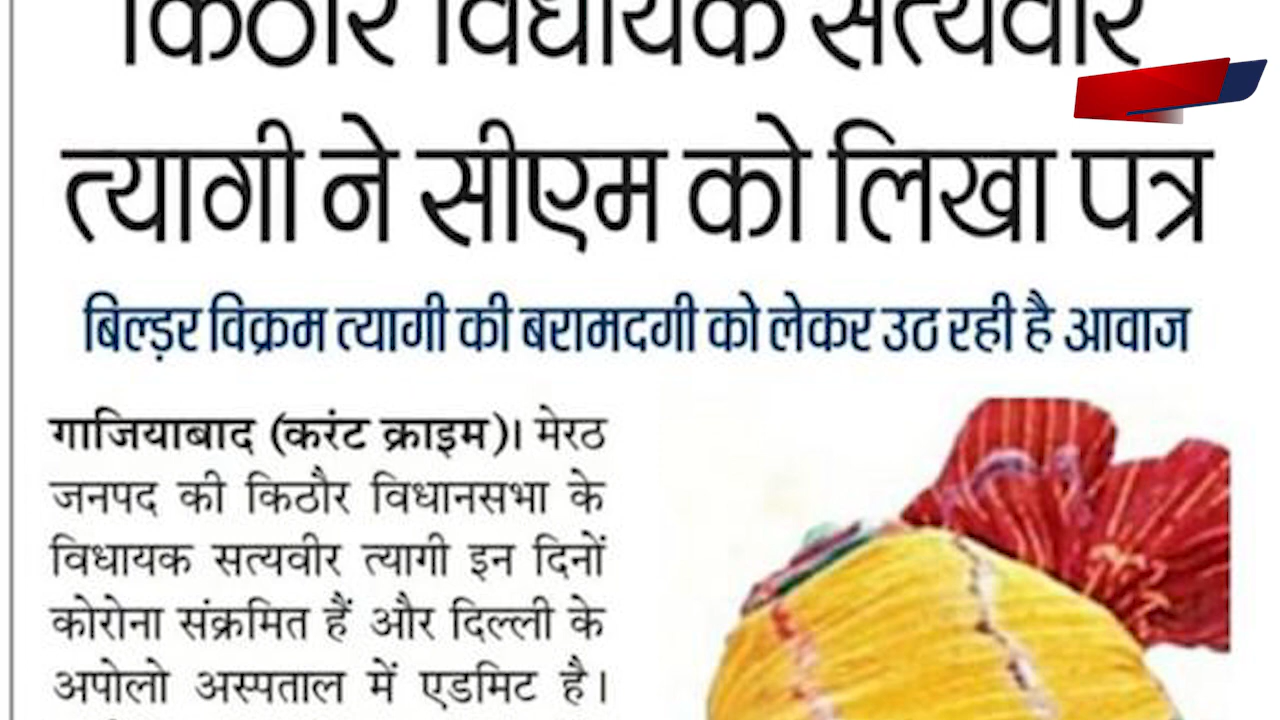 किठौर विधायक सत्यवीर
त्यागी ने सीएम को लिखा पत्र
बिल्ड़र विक्रम त्यागी की बरामदगी को लेकर उठ रही है आवाज
गाजियाबाद (करंट क्राइम)। मेरठ
जनपद की किठौर विधानसभा के
विधायक सत्यवीर त्यागी इन दिनों
कोरोना संक्रमित हैं और दिल्ली के
अपोलो अस्पताल में एडमिट है।